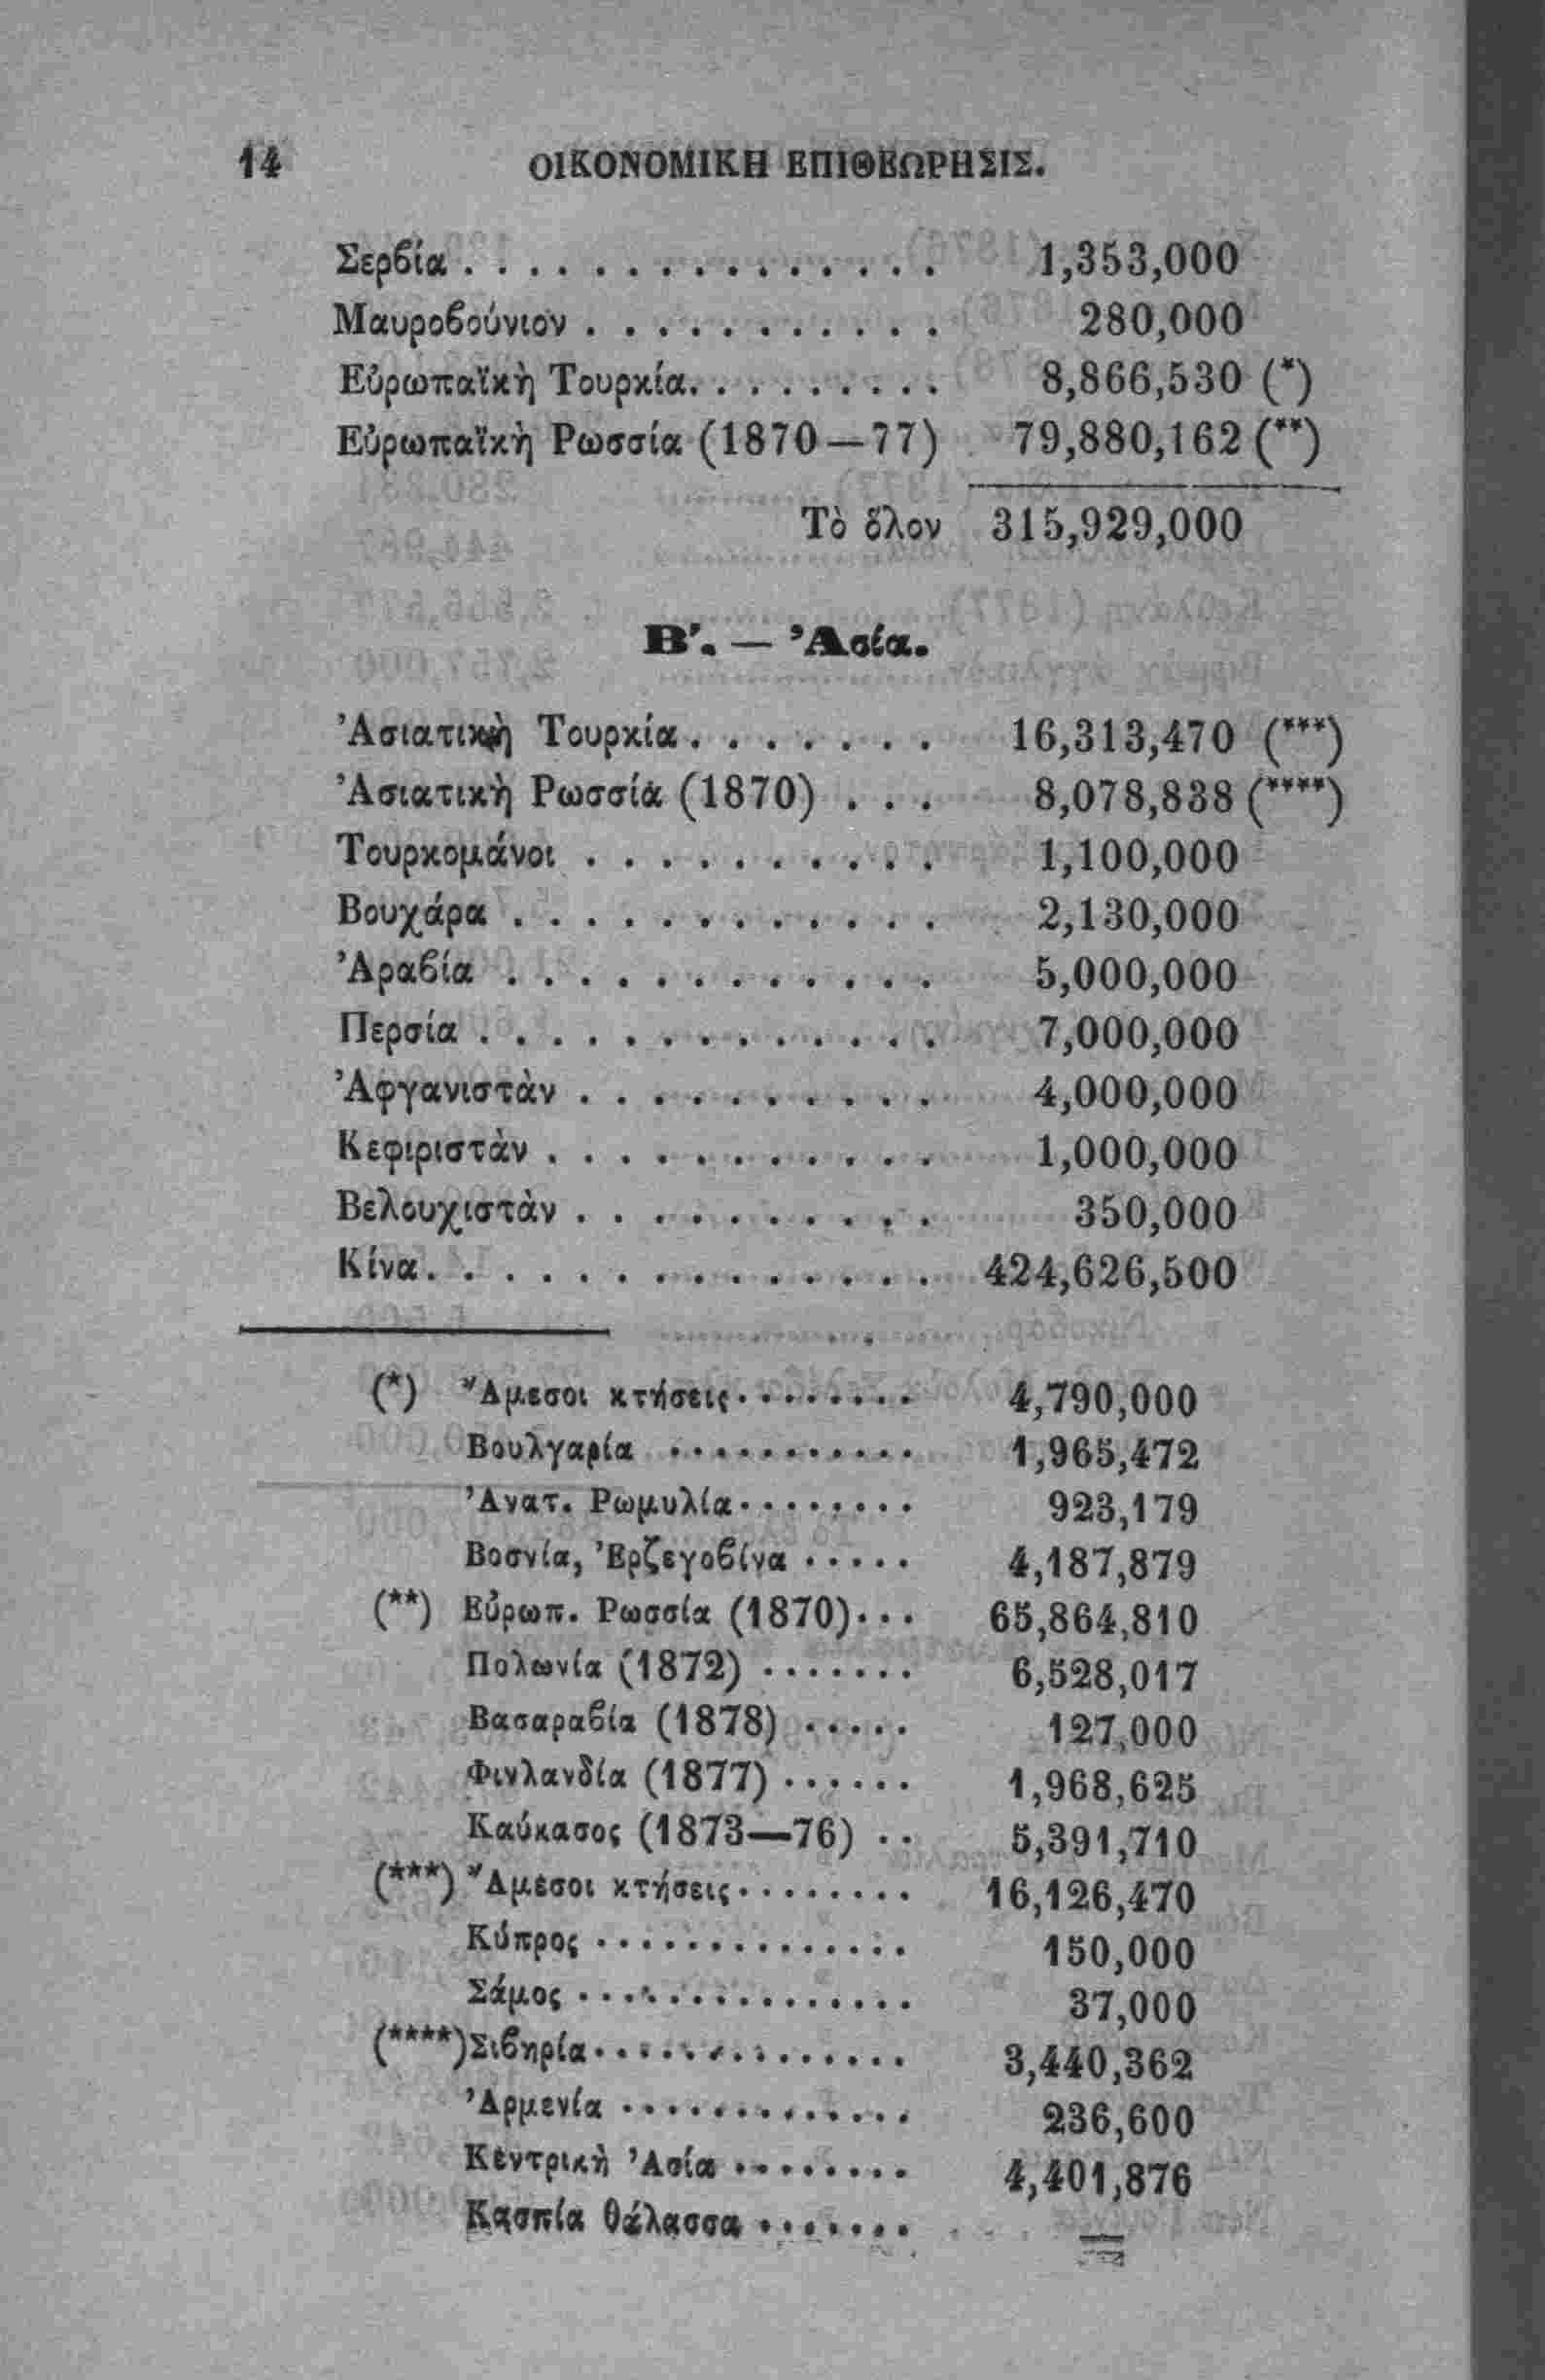 14 ΟΙΚΟΝΟΜΙΚΗ ΕΠΙΘΕΩΡΗΣΙΣ.
Σερβία . . . . . . . . . . . . . . . 1,353,000
Μαυροβούνιον . . . . . . . . . . . 280,000
Εὐρωπαϊκὴ Τουρκία. . . . . . . . . 8,866,530 (*)
Εὐρωπαϊκὴ Ρωσσία (1870—77) 79,880,162 (**)
Τὸ ὅλον 315,929,000
Β′. — Ἀσία.
Ἀσιατικὴ Τουρκία . . . . . . . 16,313,470 (***)
Ἀσιατικὴ Ρωσσία (1870) . . . 8,078,838 (****)
Τουρκομάνοι . . . . . . . . . . 1,100,000
Βουχάρα . . . . . . . . . . . . 2,130,000
Ἀραβία . . . . . . . . . . . . 5,000,000
Περσία . . . . . . . . . . . . . 7,000,000
Ἀφγανιστὰν . . . . . . . . . . 4,000,000
Κεφιριστὰν . . . . . . . . . . . 1,000,000
Βελουχιστὰν . . . . . . . . . . 350,000
Κίνα. . . . . . . . . . . . . . 424,626,500
(*) Ἄμεσοι κτήσεις. . . . . . . . 4,790,000
Βουλγαρία . . . . . . . . . . . 1,965,472
Ἀνατ. Ρωμυλία. . . . . . . . 923,179
Βοσνία, Ἐρζεγοβίνα . . . . . 4,187,879
(**) Εὐρωπ. Ρωσσία (1870). . . 65,864,810
Πολωνία (1872) . . . . . . . 6,528,017
Βασαραβία (1878) . . . . . 127,000
Φινλανδία (1877) . . . . . . 1,968,625
Καύκασος (1873—76) . . 5,391,710
(***) Ἄμεσοι κτήσεις. . . . . . . . 16,126,470
Κύπρος . . . . . . . . . . . . . . 150,000
Σάμος . . . . . . . . . . . . . . . 37,000
(****) Σιβηρία. . . . . . . . . . . . . . 3,440,362
Ἀρμενία . . . . . . . . . . . . . 236,600
Κεντρικὴ Ἀσία . . . . . . . . 4,401,876
Κασπία θάλασσα . . . . . . . —